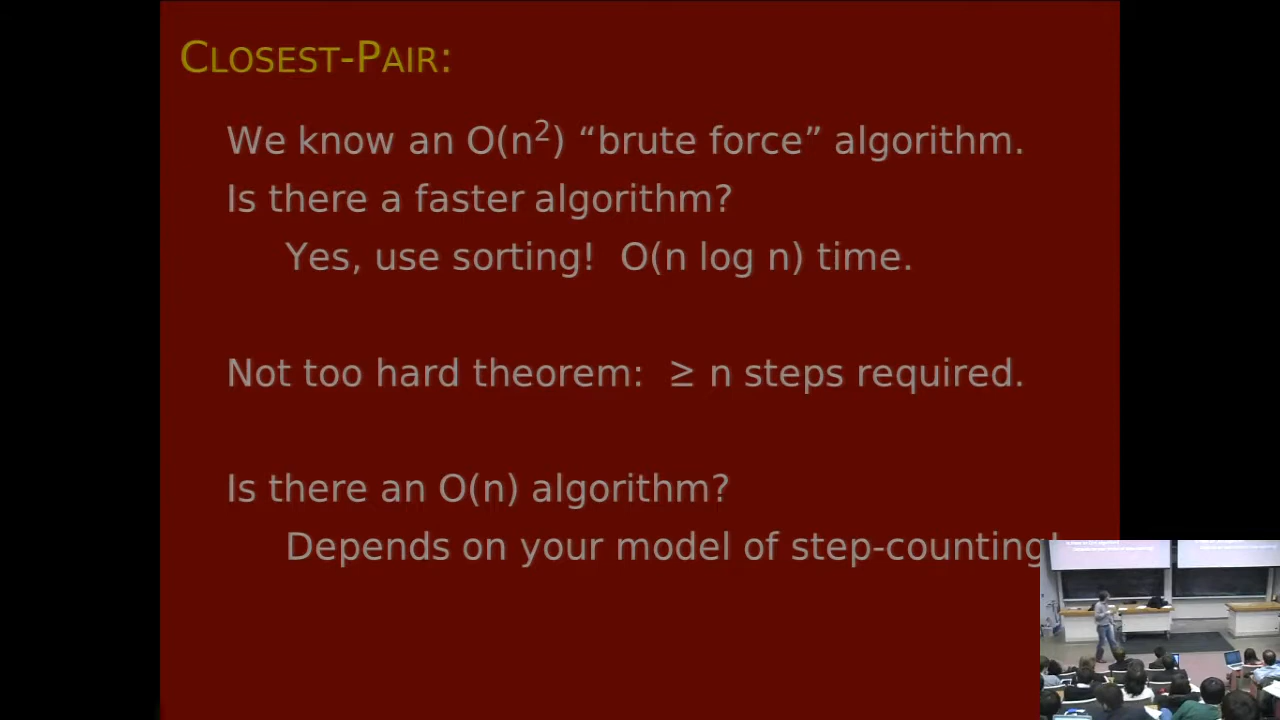 CLOSEST-PAIR:
We know an O(n²) “brute force” algorithm.
Is there a faster algorithm?
Yes, use sorting! O(n log n) time.
Not too hard theorem: ≥ n steps required.
Is there an O(n) algorithm?
Depends on your model of step-counting!